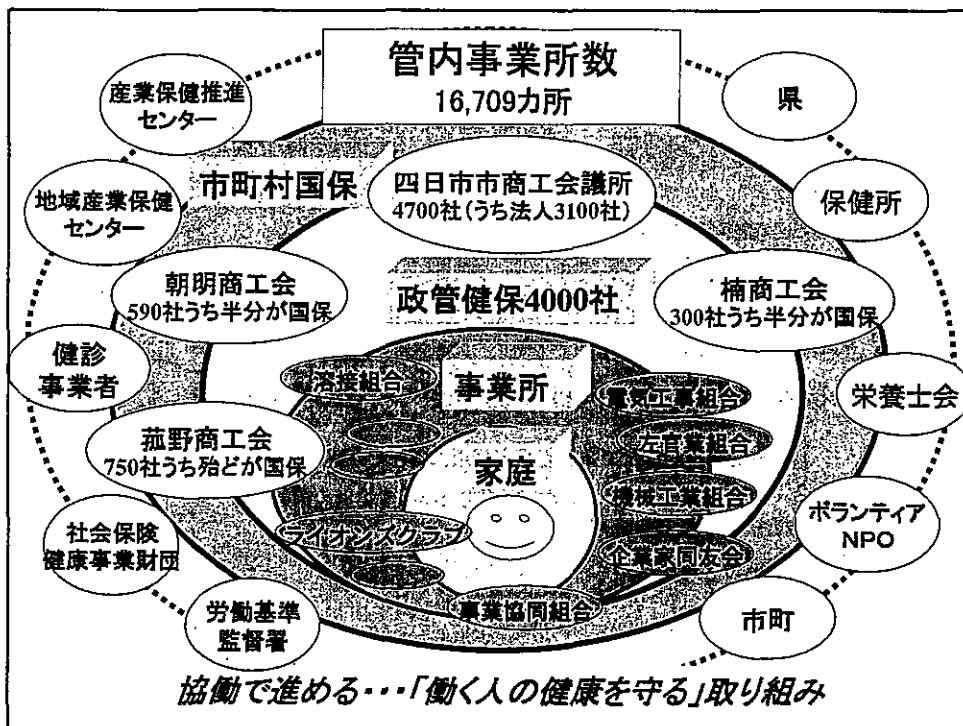 管内事業所数
16,709カ所
産業保健推進
センター
県
市町村国保
四日市市商工会議所
4700社(うち法人3100社)
地域産業保健
センター
保健所
朝明商工会
590社うち半分が国保
政管健保4000社
楠商工会
300社うち半分が国保
健診
事業者
溶接組合
事業所
電気工事組合
栄養士会
菰野商工会
750社うち殆どが国保
左官業組合
家庭
機械工業組合
社会保険
健康事業財団
ライオンズクラブ
企業家同友会
ボランティア
NPO
労働基準
監督署
事業協同組合
市町
協働で進める・・・「働く人の健康を守る」取り組み